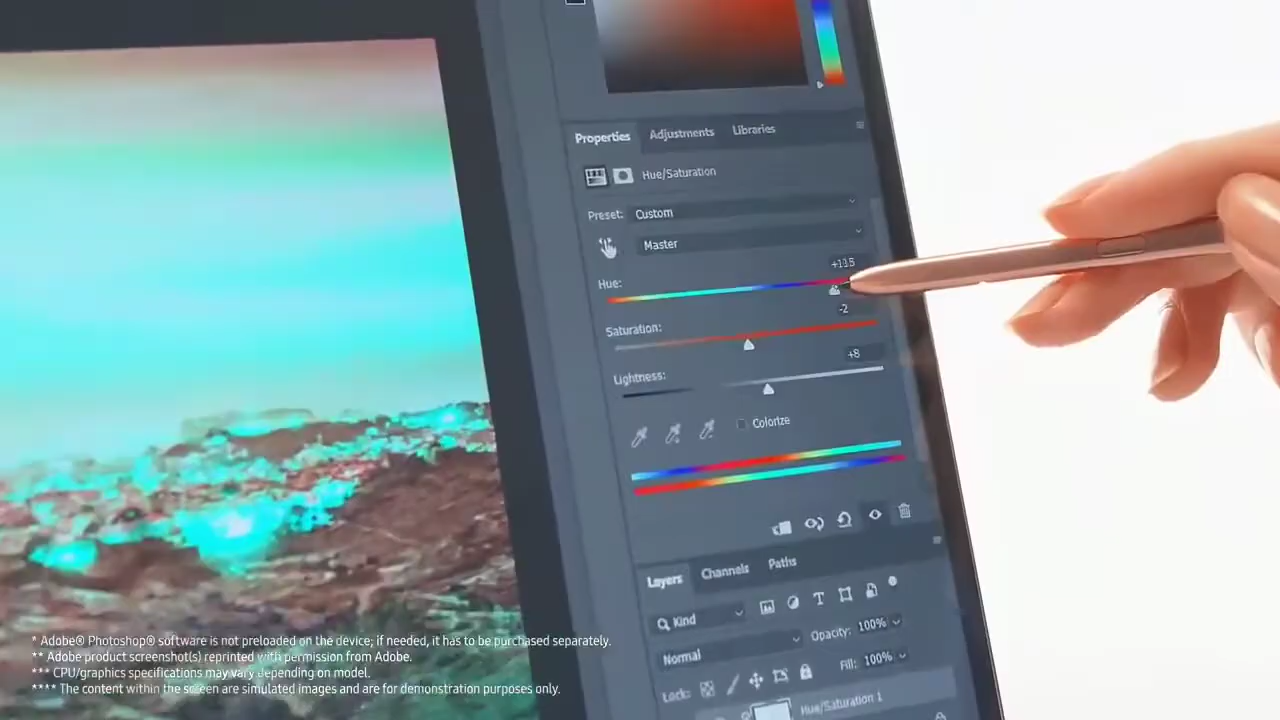 Properties Adjustments Libraries
Hue/Saturation
Preset: Custom
Master
Hue: +135
Saturation: -2
Lightness: +8
Colorize
Layers Channels Paths
Kind
Normal Opacity: 100%
Lock: Fill: 100%
Hue/Saturation 1
* Adobe® Photoshop® software is not preloaded on the device; if needed, it has to be purchased separately.
** Adobe product screenshot(s) reprinted with permission from Adobe.
*** CPU/graphics specifications may vary depending on model.
**** The content within the screen are simulated images and are for demonstration purposes only.